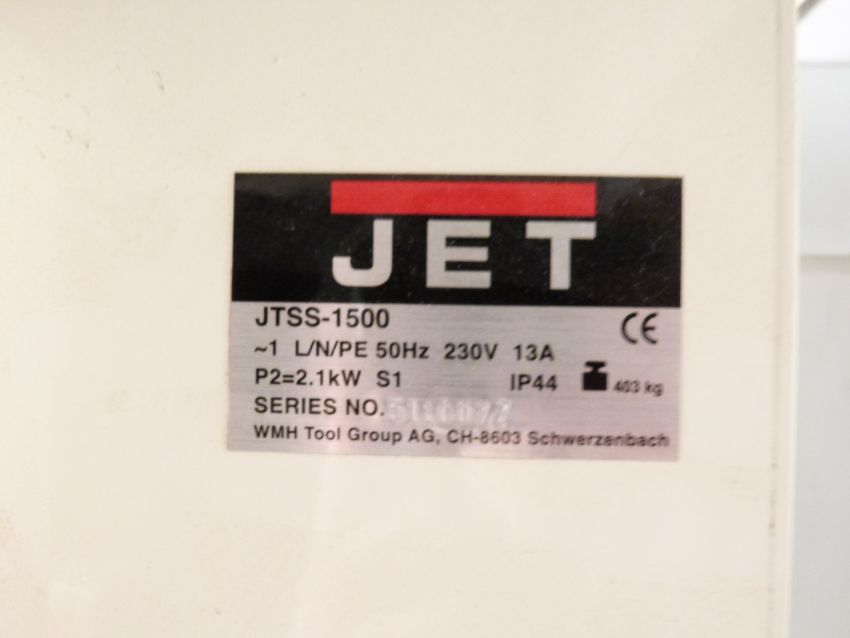 JET
JTSS-1500
CE
~1 L/N/PE 50Hz 230V 13A
P2=2.1kW S1 IP44 403 kg
SERIES NO.
WMH Tool Group AG, CH-8603 Schwerzenbach